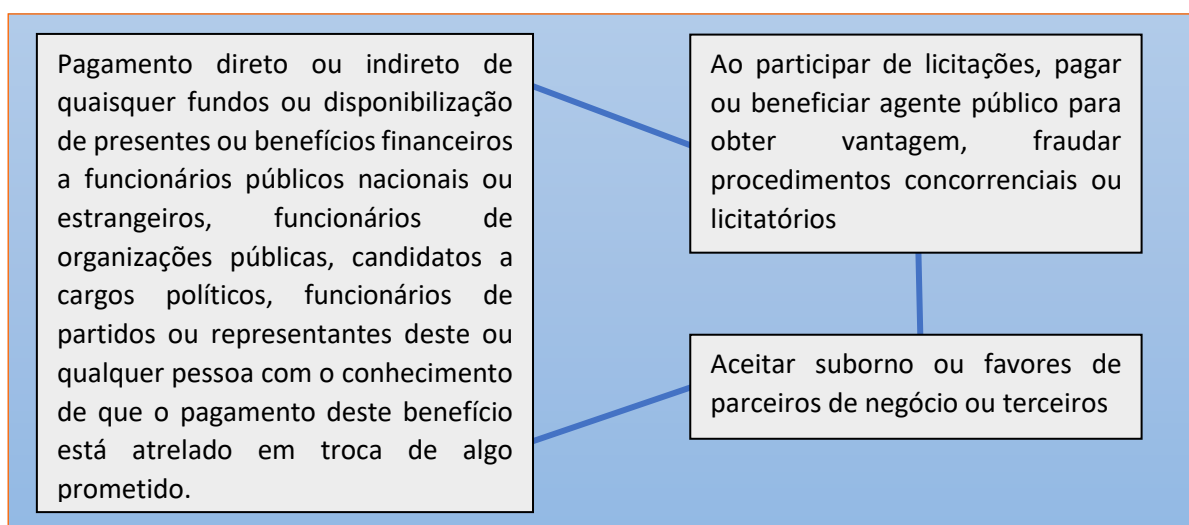 Pagamento direto ou indireto de
quaisquer fundos ou disponibilização
de presentes ou benefícios financeiros
a funcionários públicos nacionais ou
estrangeiros, funcionários de
organizações públicas, candidatos a
cargos políticos, funcionários de
partidos ou representantes deste ou
qualquer pessoa com o conhecimento
de que o pagamento deste benefício
está atrelado em troca de algo
prometido.
Ao participar de licitações, pagar
ou beneficiar agente público para
obter vantagem, fraudar
procedimentos concorrenciais ou
licitatórios
Aceitar suborno ou favores de
parceiros de negócio ou terceiros